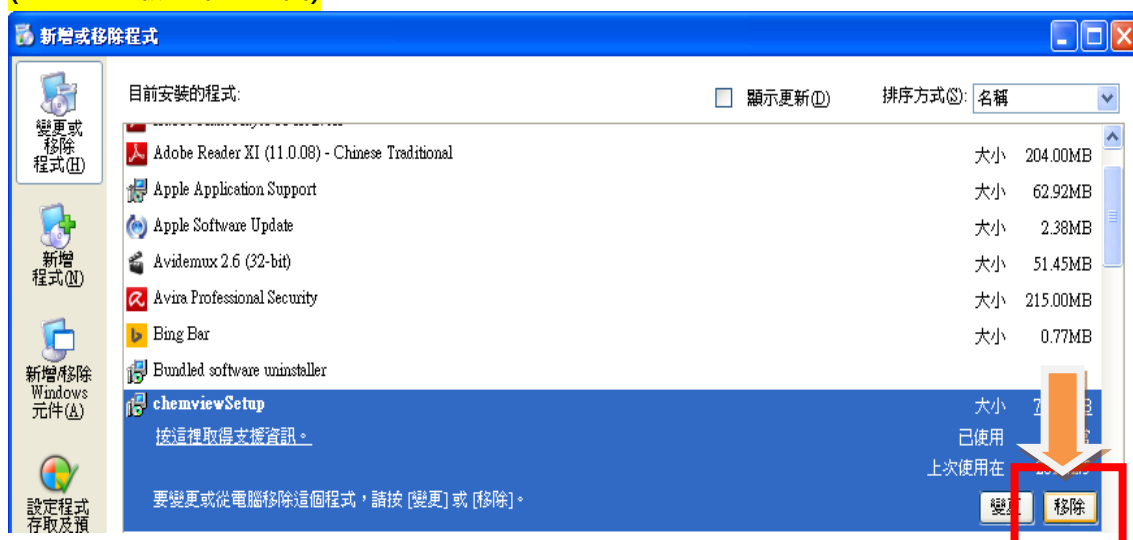 新增或移除程式
變更或
移除
程式(H)
新增
程式(N)
新增/移除
Windows
元件(A)
設定程式
存取及預
目前安裝的程式:
顯示更新(D)
排序方式(S): 名稱
Adobe Reader XI (11.0.08) - Chinese Traditional 大小 204.00MB
Apple Application Support 大小 62.92MB
Apple Software Update 大小 2.38MB
Avidemux 2.6 (32-bit) 大小 51.45MB
Avira Professional Security 大小 215.00MB
Bing Bar 大小 0.77MB
Bundled software uninstaller
chemviewSetup 大小
按這裡取得支援資訊。 已使用
上次使用在
要變更或從電腦移除這個程式，請按 [變更] 或 [移除]。 變更 移除